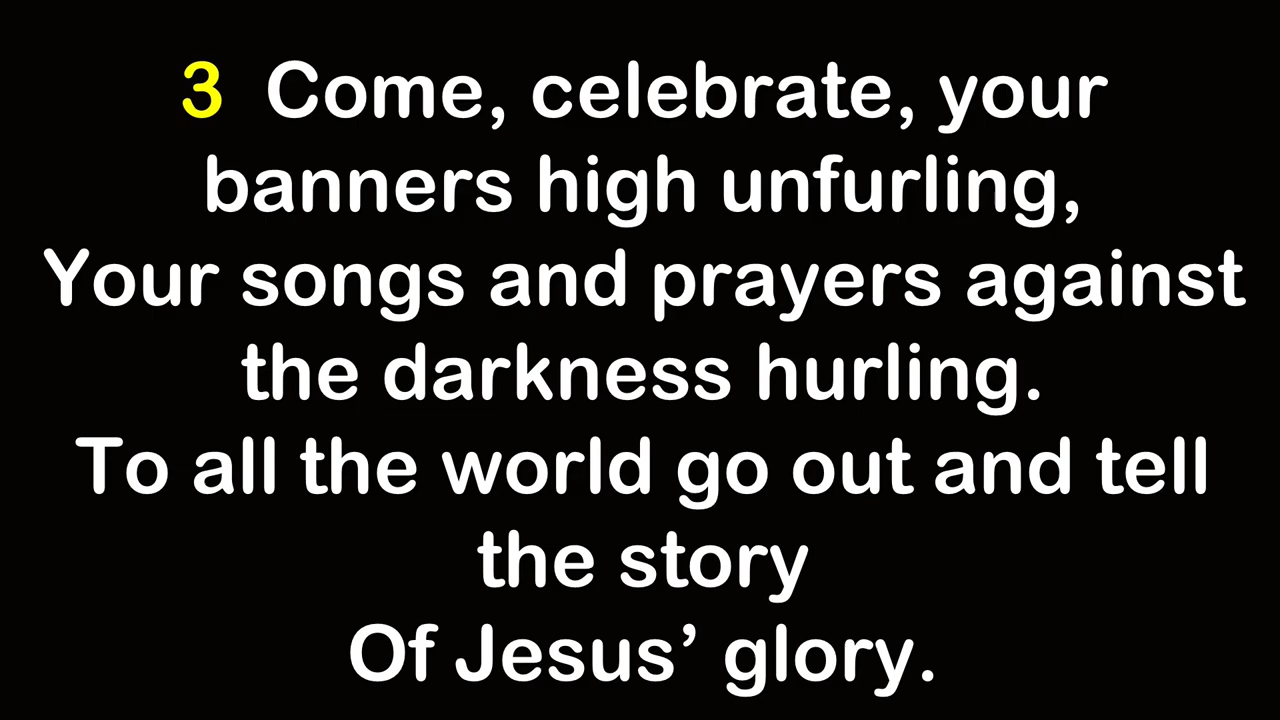 3 Come, celebrate, your
banners high unfurling,
Your songs and prayers against
the darkness hurling.
To all the world go out and tell
the story
Of Jesus’ glory.